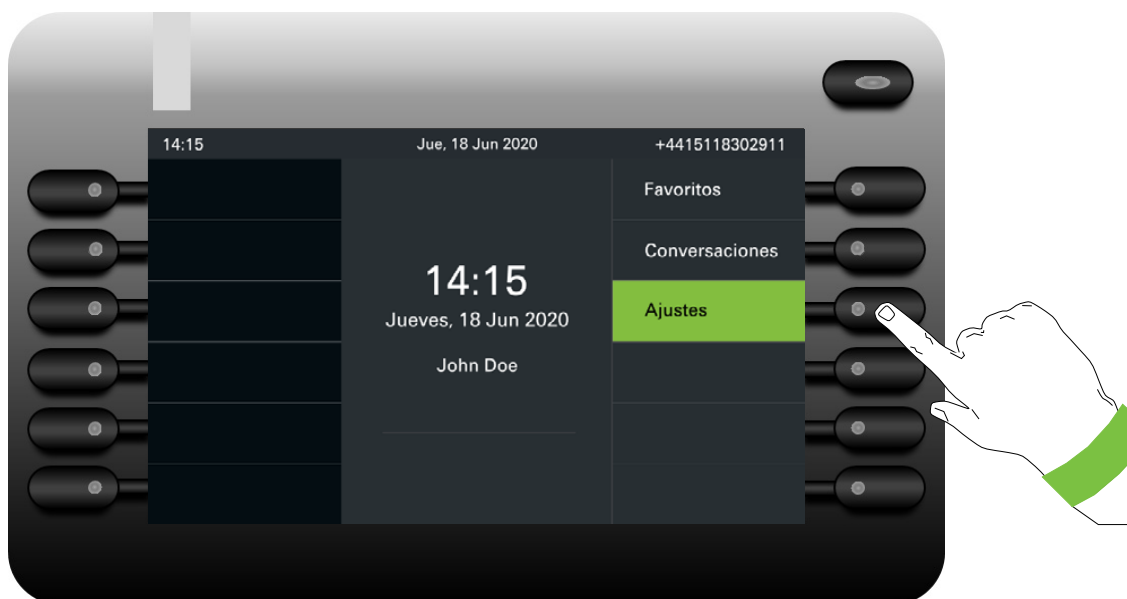 14:15 Jue, 18 Jun 2020 +4415118302911
Favoritos
Conversaciones
14:15
Ajustes
Jueves, 18 Jun 2020
John Doe